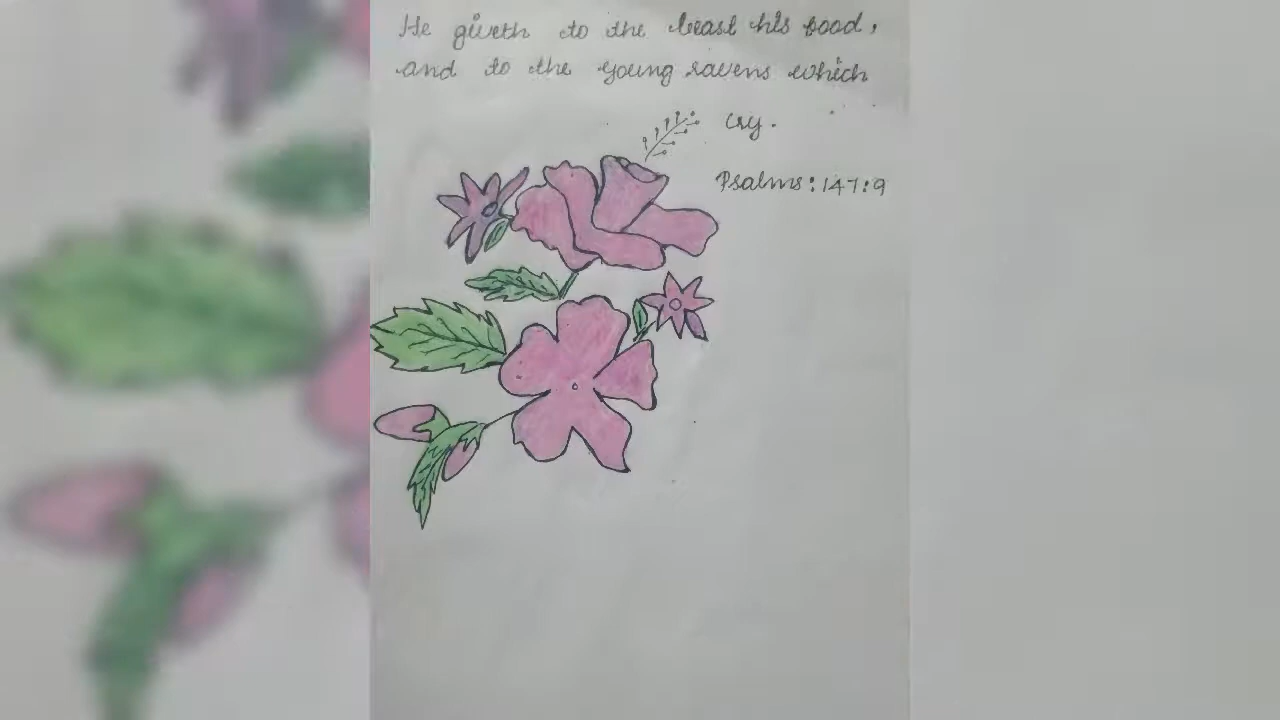 He giveth to the beast his food,
and to the young ravens which
cry.
Psalms:147:9